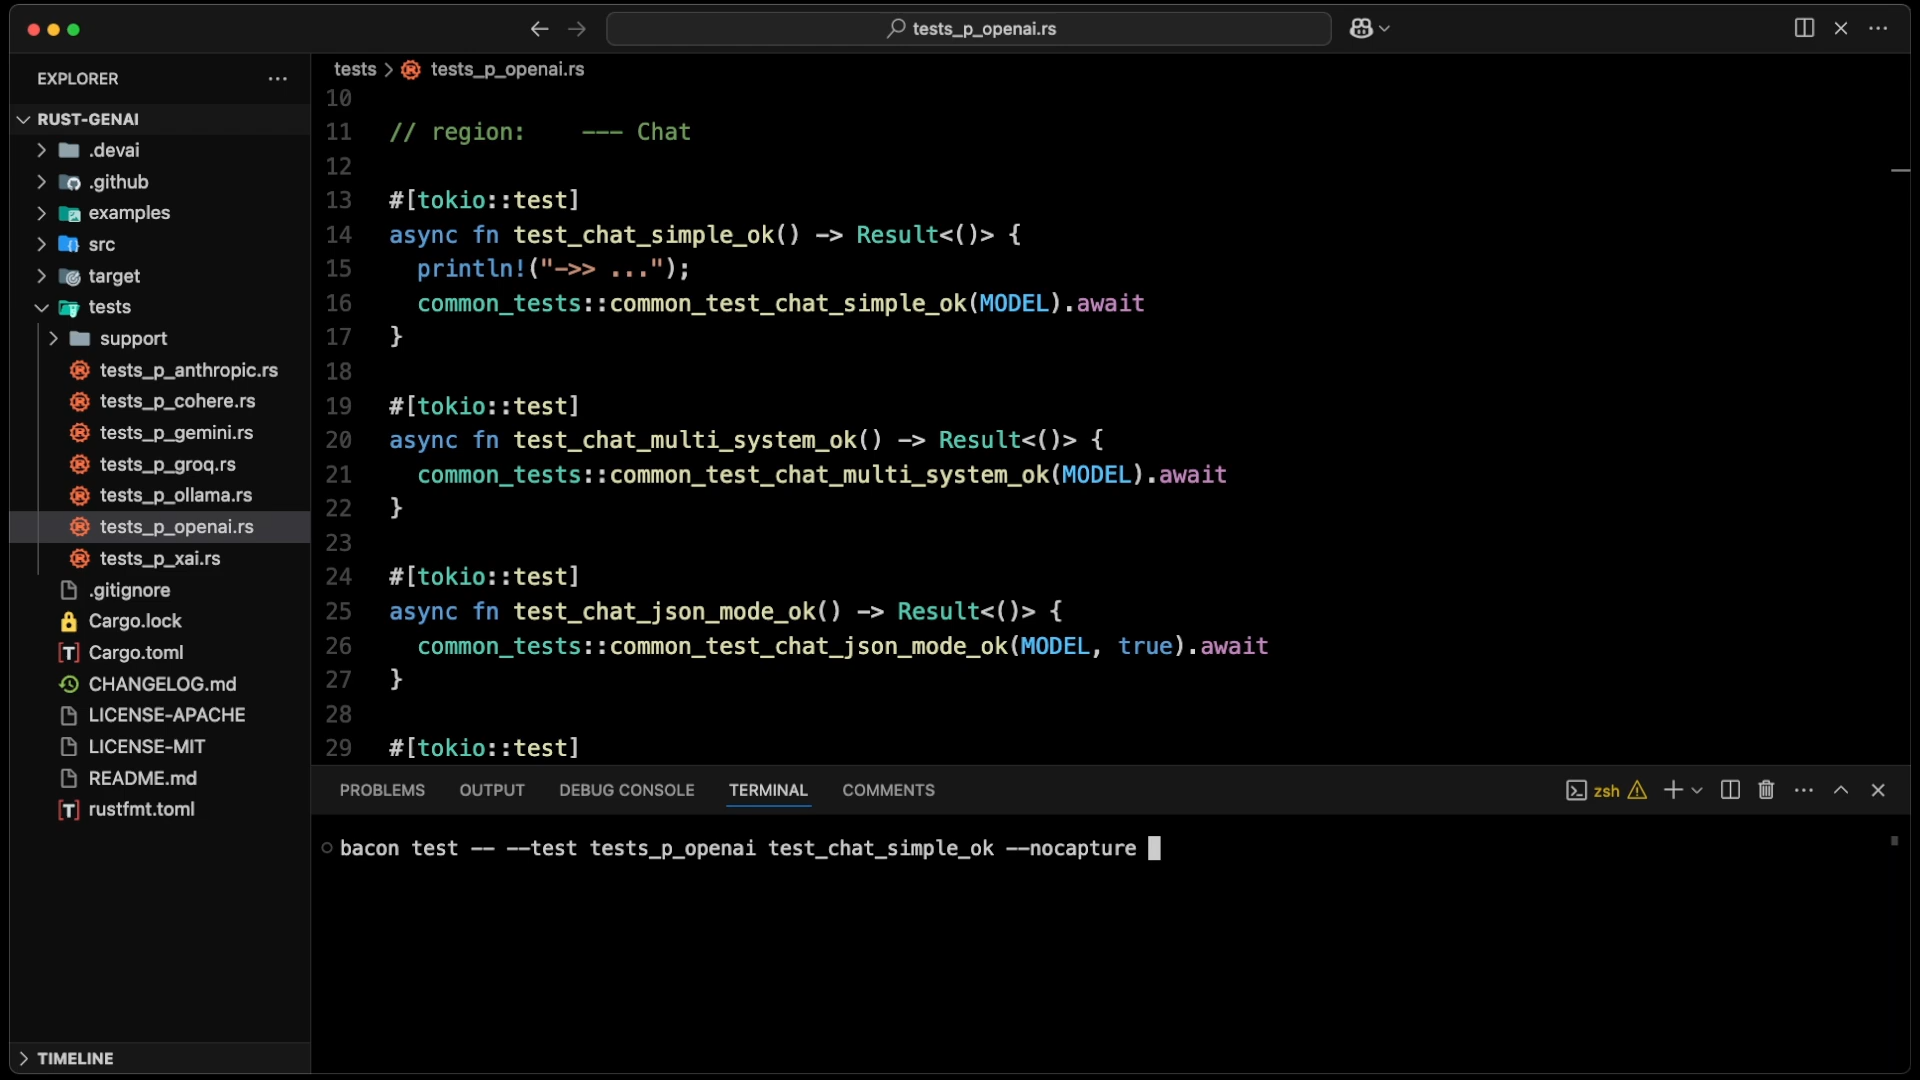 tests_p_openai.rs
EXPLORER
RUST-GENAI
.devai
.github
examples
src
target
tests
support
tests_p_anthropic.rs
tests_p_cohere.rs
tests_p_gemini.rs
tests_p_groq.rs
tests_p_ollama.rs
tests_p_openai.rs
tests_p_xai.rs
.gitignore
Cargo.lock
Cargo.toml
CHANGELOG.md
LICENSE-APACHE
LICENSE-MIT
README.md
rustfmt.toml
TIMELINE
tests > tests_p_openai.rs
10
11 // region:    --- Chat
12
13 #[tokio::test]
14 async fn test_chat_simple_ok() -> Result<()> {
15   println!("->> ...");
16   common_tests::common_test_chat_simple_ok(MODEL).await
17 }
18
19 #[tokio::test]
20 async fn test_chat_multi_system_ok() -> Result<()> {
21   common_tests::common_test_chat_multi_system_ok(MODEL).await
22 }
23
24 #[tokio::test]
25 async fn test_chat_json_mode_ok() -> Result<()> {
26   common_tests::common_test_chat_json_mode_ok(MODEL, true).await
27 }
28
29 #[tokio::test]
PROBLEMS OUTPUT DEBUG CONSOLE TERMINAL COMMENTS zsh
bacon test -- --test tests_p_openai test_chat_simple_ok --nocapture